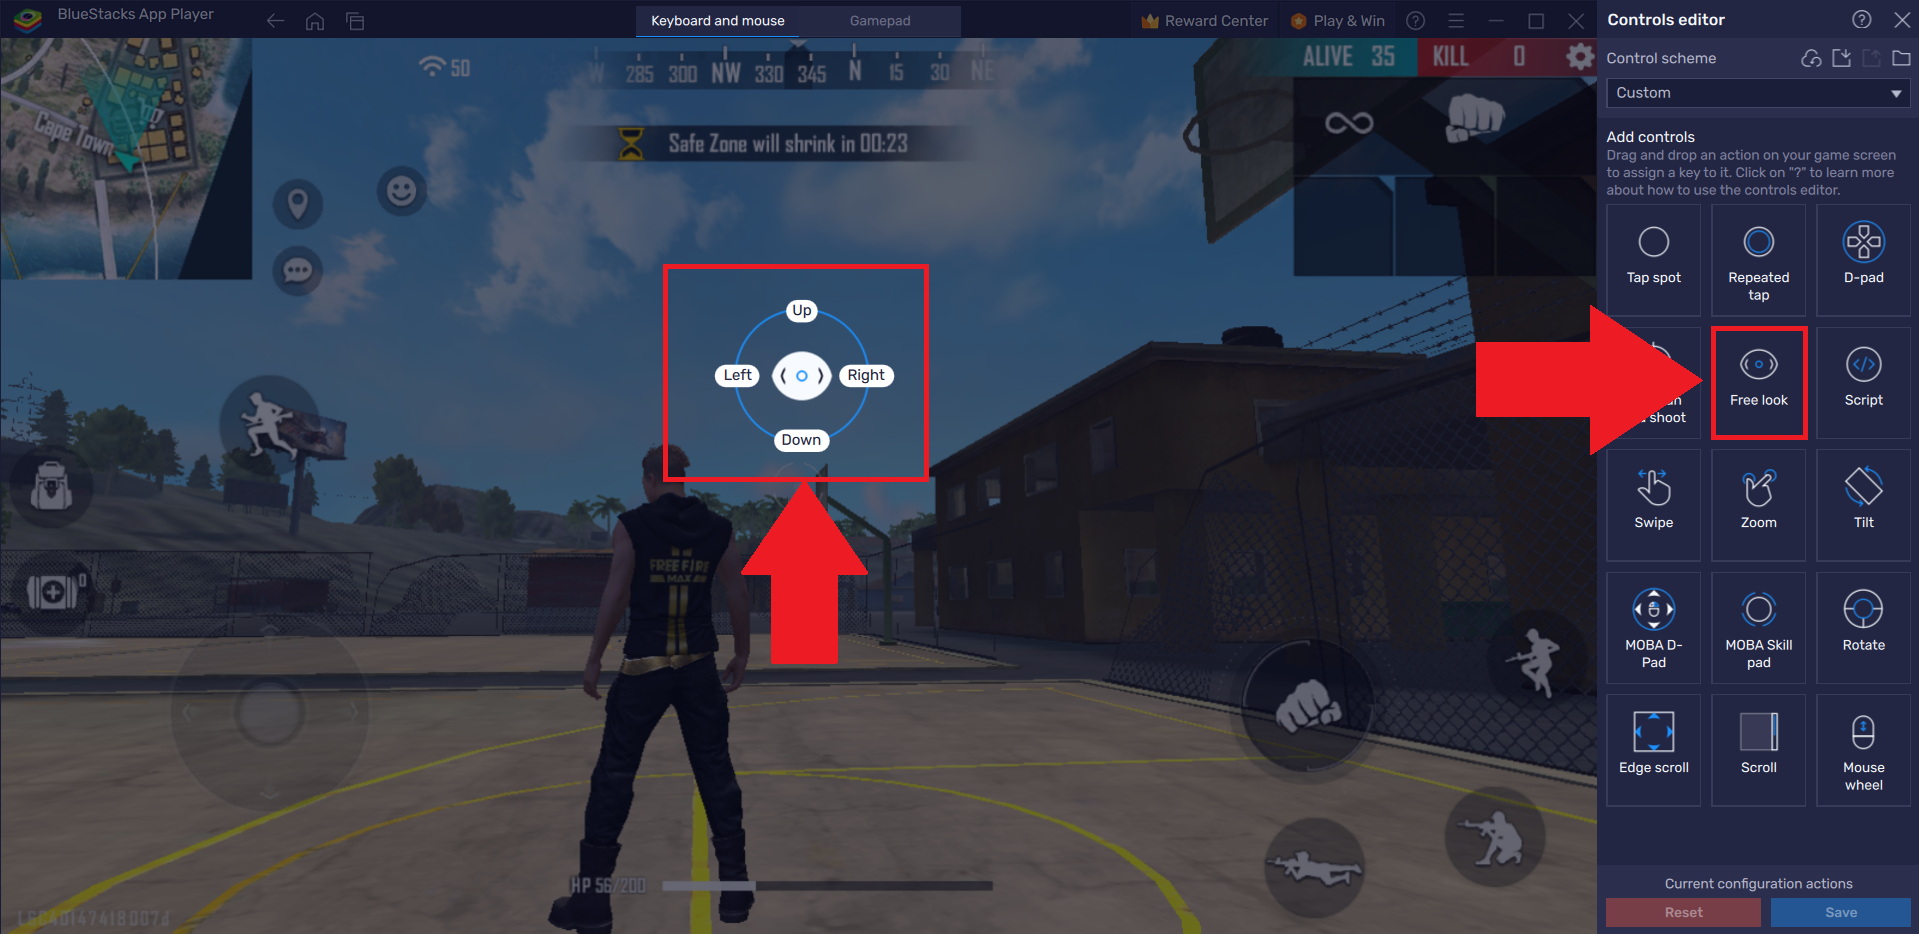 BlueStacks App Player
Keyboard and mouse
Gamepad
Reward Center
Play & Win
Controls editor
Control scheme
Custom
Add controls
Drag and drop an action on your game screen
to assign a key to it. Click on "?" to learn more
about how to use the controls editor.
Tap spot
Repeated
tap
D-pad
Free look
Script
shoot
Swipe
Zoom
Tilt
MOBA D-
Pad
MOBA Skill
pad
Rotate
Edge scroll
Scroll
Mouse
wheel
Current configuration actions
Reset
Save
50
W 285 300 NW 330 345 N 15 30 NE
ALIVE 35
KILL 0
Safe Zone will shrink in 00:23
Cape Town
Up
Left
Right
Down
FREE FIRE
MAX
0
HP 56/200